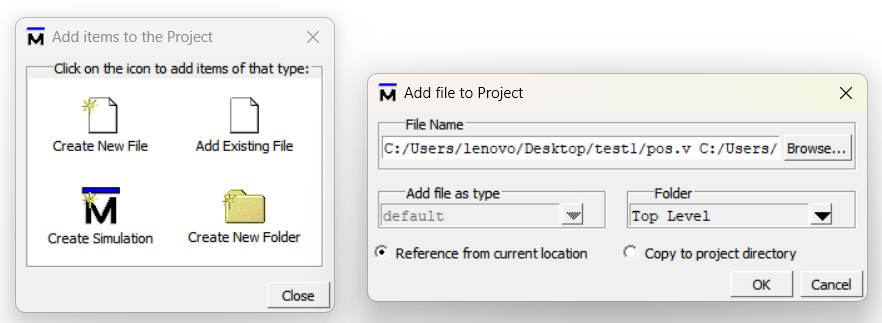 Add items to the Project
Click on the icon to add items of that type:
Create New File
Add Existing File
Create Simulation
Create New Folder
Close
Add file to Project
File Name
C:/Users/lenovo/Desktop/test1/pos.v C:/Users/
Browse...
Add file as type
default
Folder
Top Level
Reference from current location
Copy to project directory
OK
Cancel